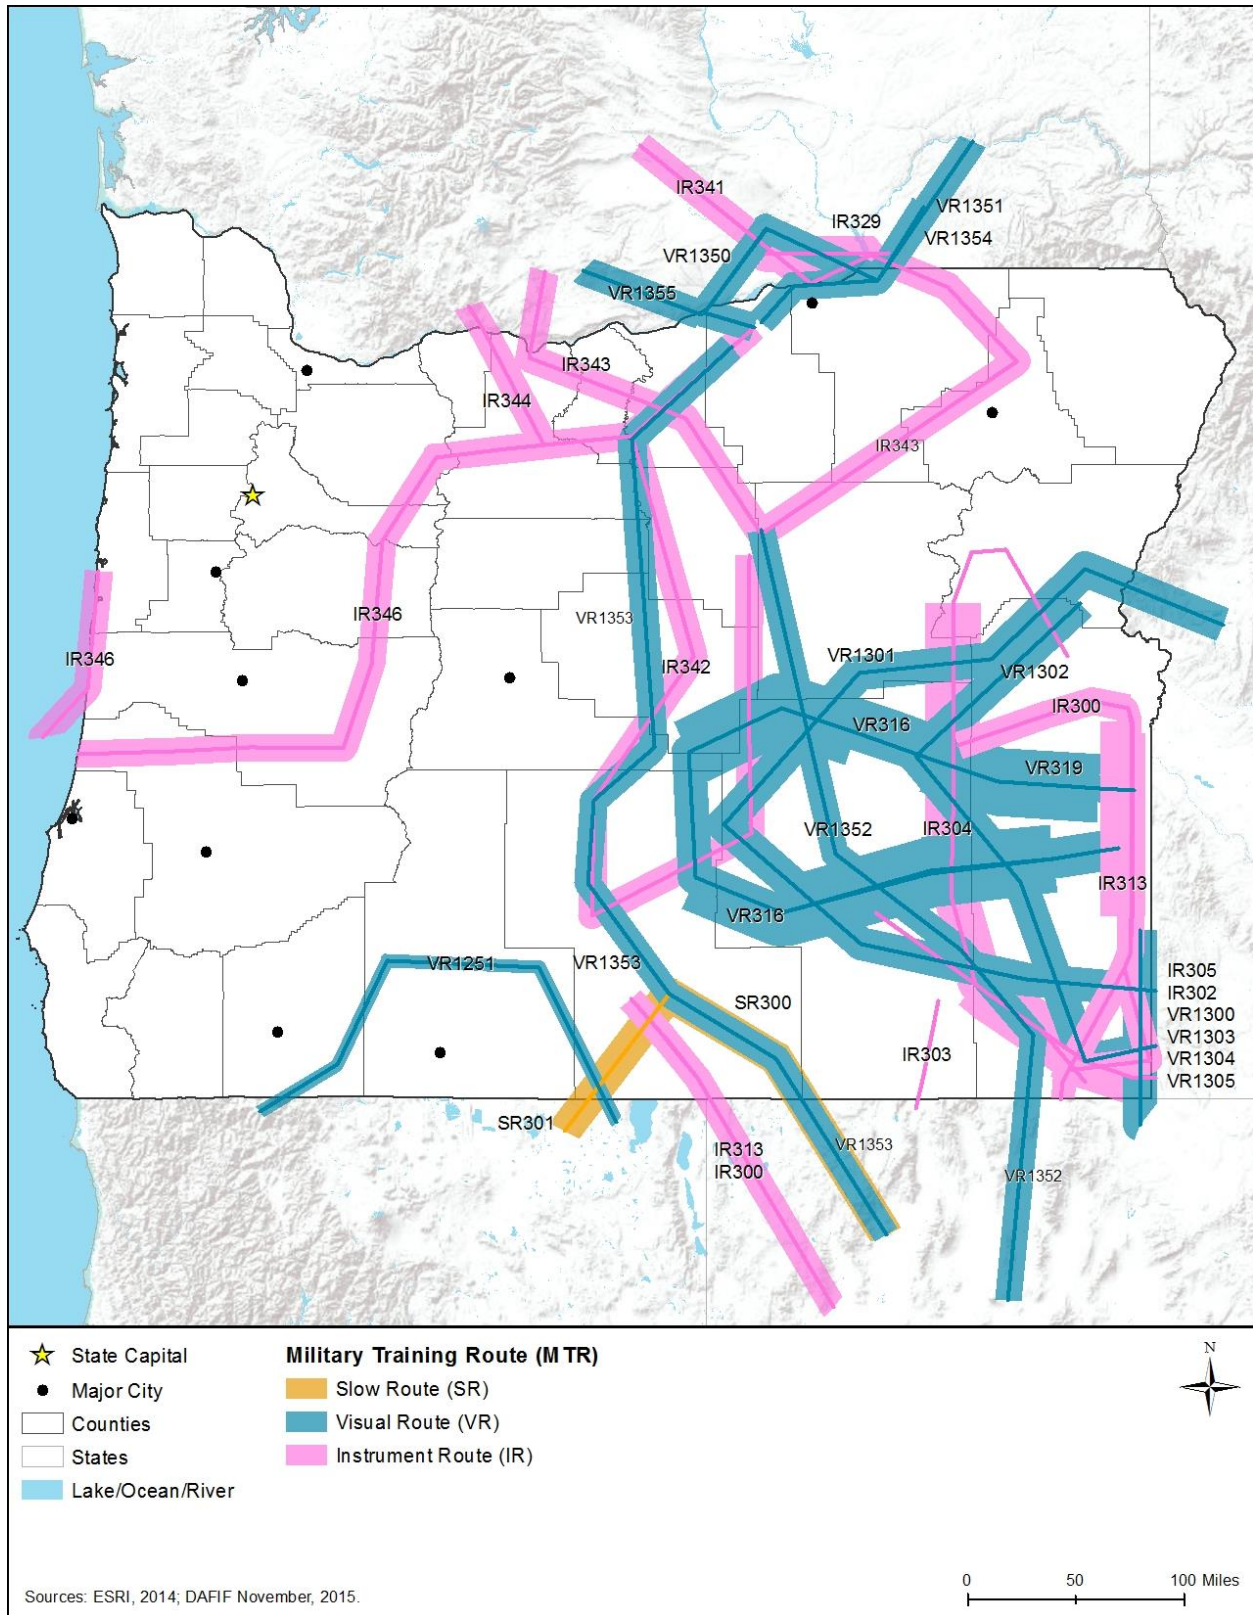 IR341
VR1351
IR329
VR1354
VR1350
VR1355
IR343
IR344
IR343
IR346
VR1353
IR346
VR1301
IR342
VR1302
IR300
VR316
VR319
VR1352
IR304
IR313
VR316
VR1251
VR1353
IR305
IR302
SR300
VR1300
VR1303
IR303
VR1304
VR1305
SR301
VR1353
IR313
IR300
VR1352
State Capital
Major City
Counties
States
Lake/Ocean/River
Military Training Route (MTR)
Slow Route (SR)
Visual Route (VR)
Instrument Route (IR)
N
Sources: ESRI, 2014; DAFIF November, 2015.
0 50 100 Miles